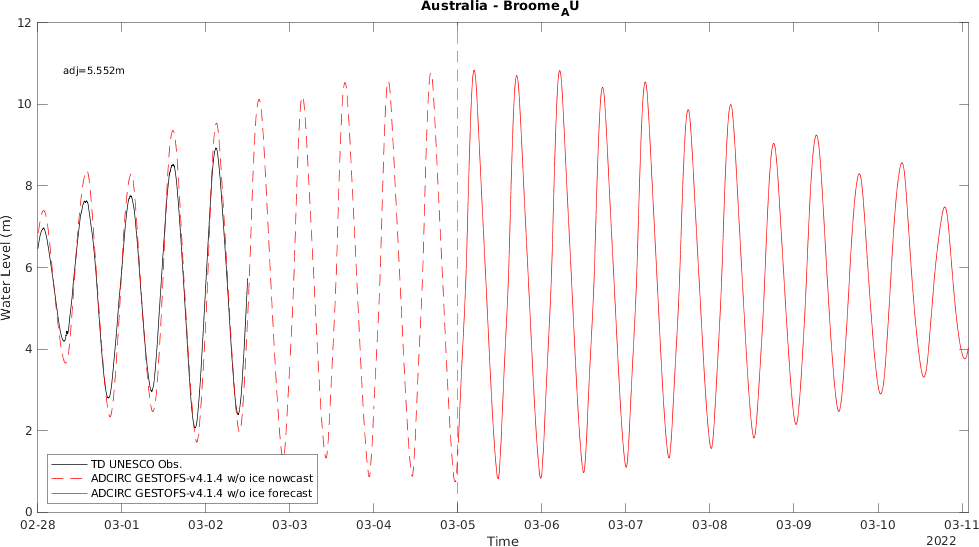 Australia - Broome_AU
12
adj=5.552m
10
8
6
4
2
0
Water Level (m)
TD UNESCO Obs.
ADCIRC GESTOFS-v4.1.4 w/o ice nowcast
ADCIRC GESTOFS-v4.1.4 w/o ice forecast
02-28 03-01 03-02 03-03 03-04 03-05 03-06 03-07 03-08 03-09 03-10 03-11
Time
2022